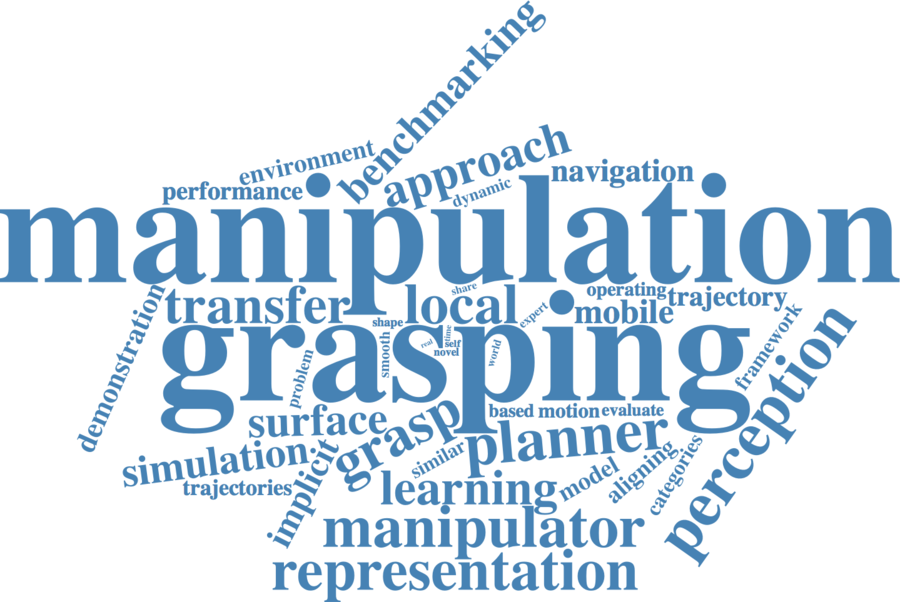 benchmarking
environment
approach
performance
dynamic
navigation
manipulation
share
operating
transfer
local
mobile
trajectory
demonstration
shape
expert
grasping
framework
perception
smooth
real
time
self
novel
world
problem
based motion
evaluate
surface
grasp
planner
simulation
similar
implicit
trajectories
learning
model
aligning
categories
manipulator
representation